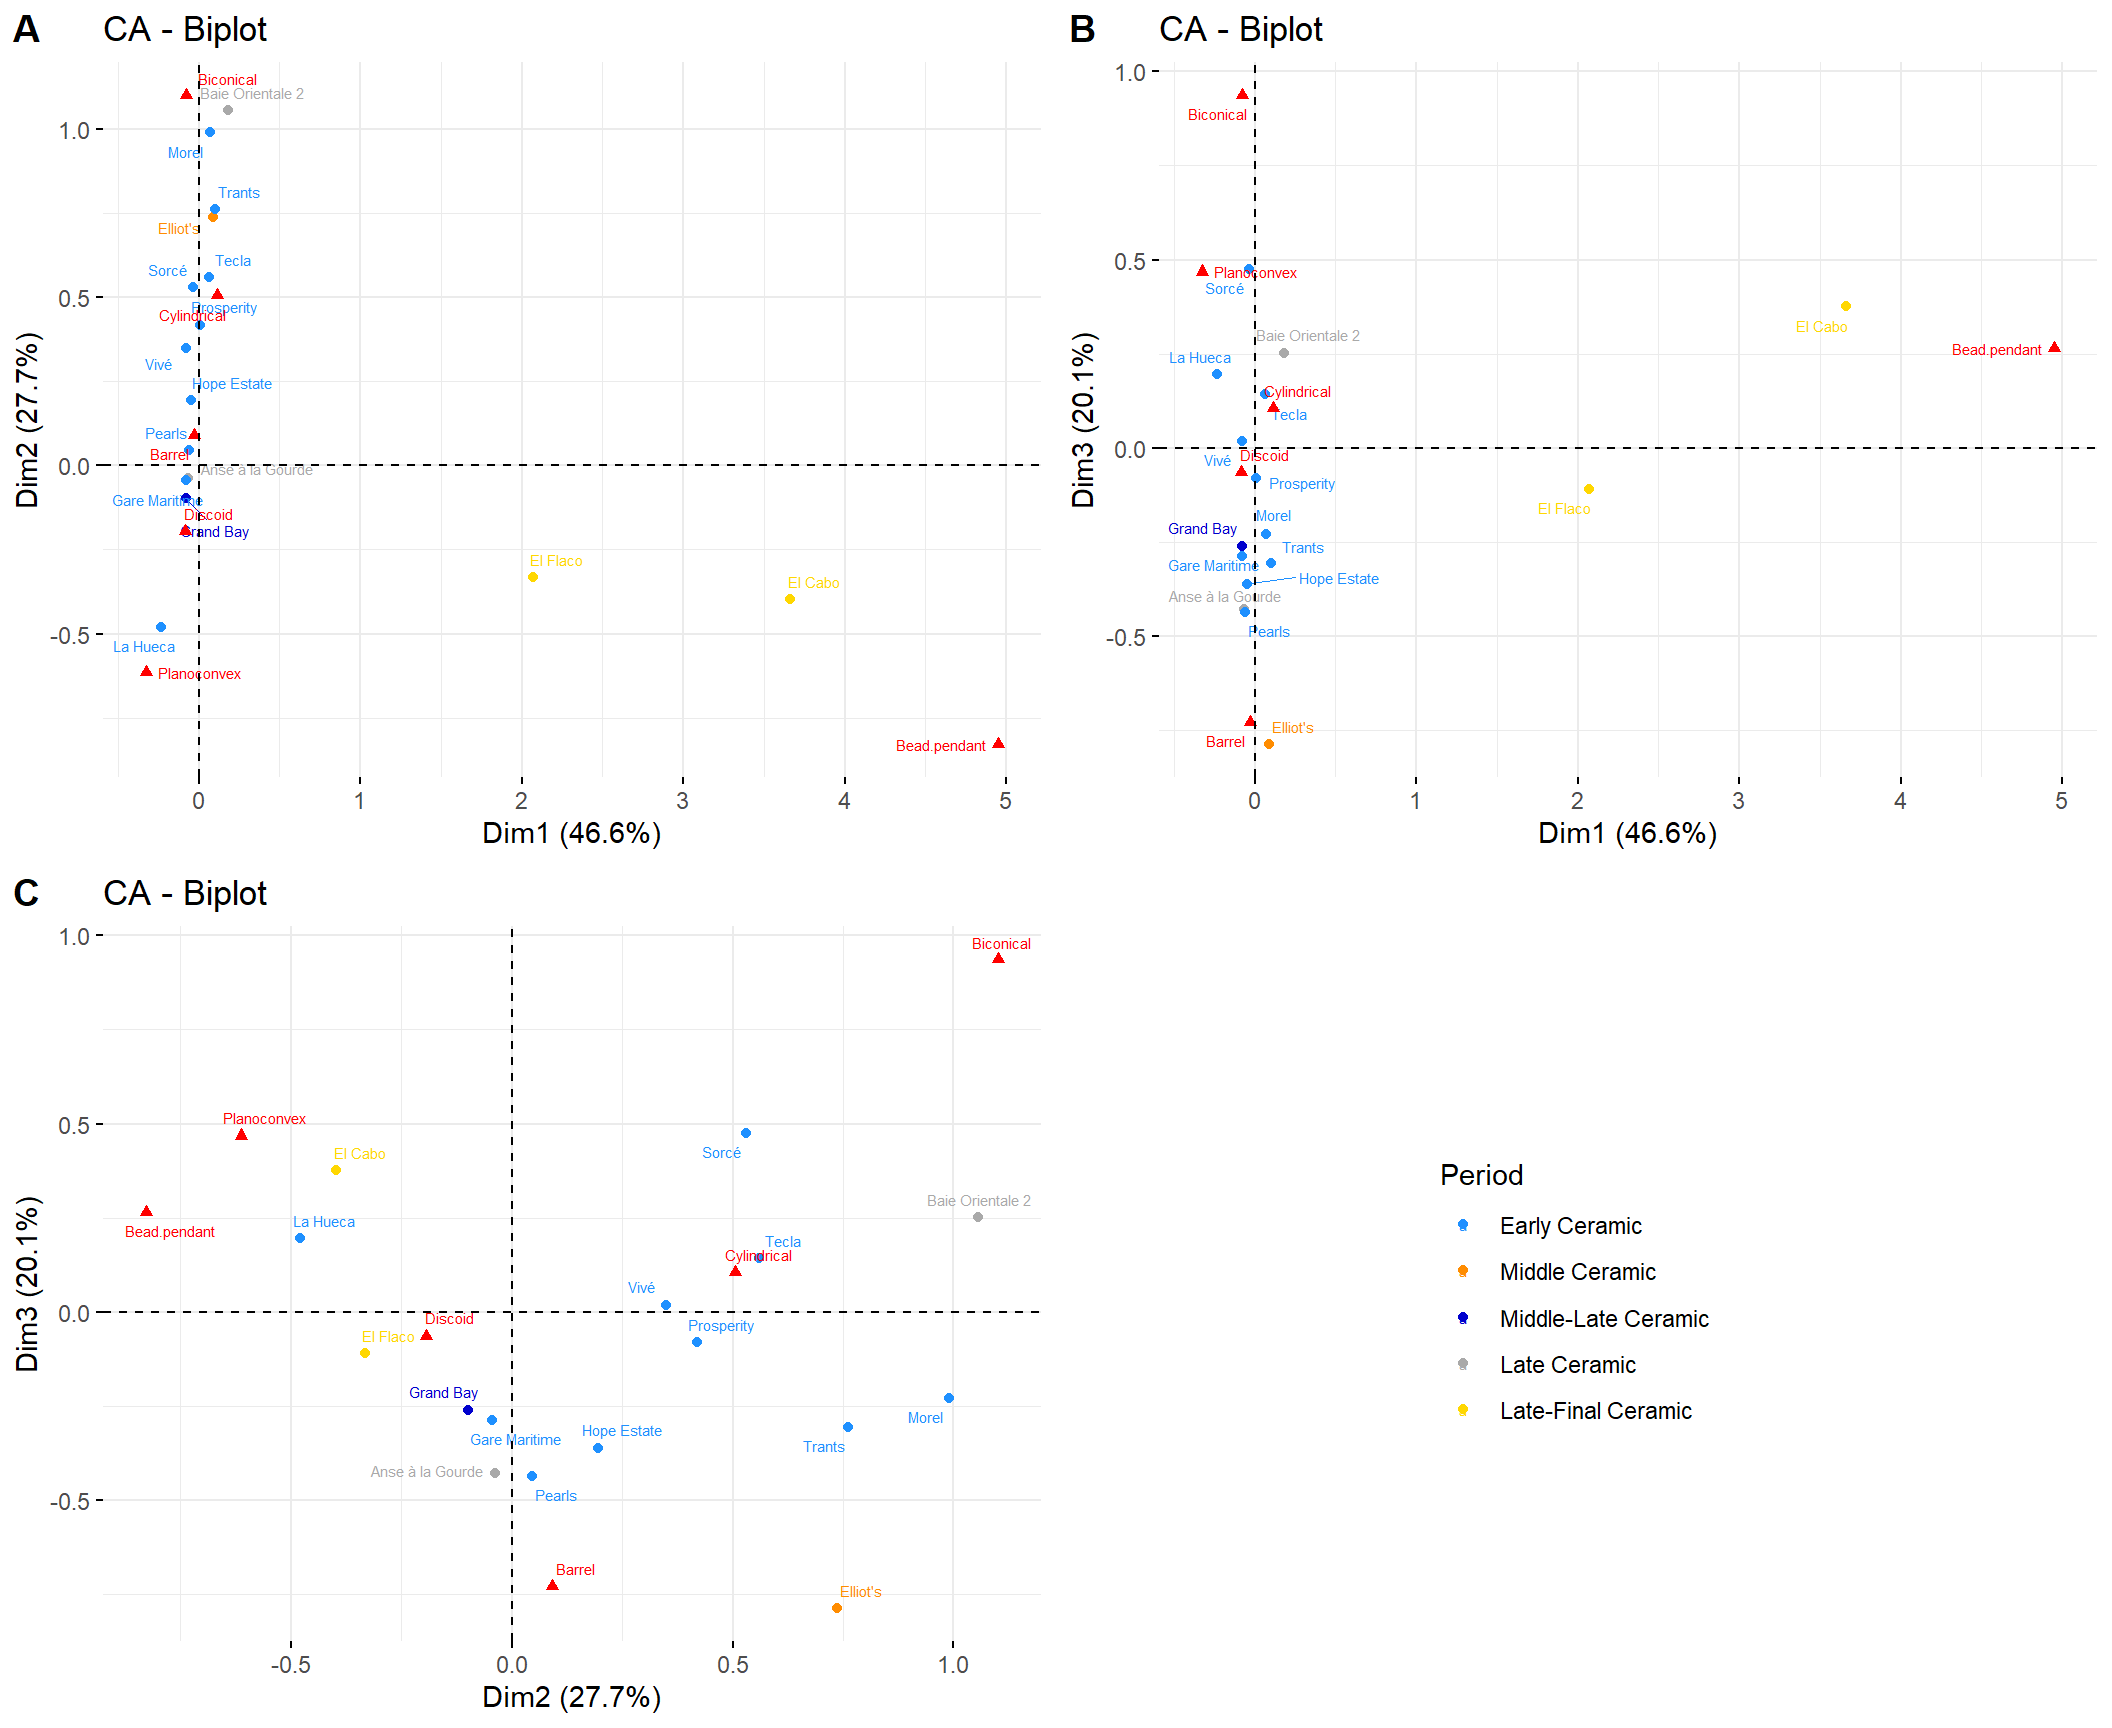 A CA - Biplot
Biconical
Baie Orientale 2
Morel
Trants
Elliot's
Tecla
Sorcé
Prosperity
Cylindrical
Vivé
Hope Estate
Pearls
Barrel
Anse à la Gourde
Gare Maritime
Discoid
Grand Bay
El Flaco
El Cabo
La Hueca
Planoconvex
Bead.pendant
1.0
0.5
0.0
-0.5
Dim2 (27.7%)
0 1 2 3 4 5
Dim1 (46.6%)
B CA - Biplot
Biconical
Planoconvex
Sorcé
El Cabo
Baie Orientale 2
Bead.pendant
La Hueca
Cylindrical
Tecla
Discoid
Vivé
Prosperity
El Flaco
Morel
Grand Bay
Trants
Gare Maritime
Hope Estate
Anse à la Gourde
Pearls
Elliot's
Barrel
1.0
0.5
0.0
-0.5
Dim3 (20.1%)
0 1 2 3 4 5
Dim1 (46.6%)
C CA - Biplot
Biconical
Planoconvex
El Cabo
Sorcé
Baie Orientale 2
La Hueca
Bead.pendant
Tecla
Cylindrical
Vivé
Discoid
Prosperity
El Flaco
Grand Bay
Morel
Hope Estate
Gare Maritime
Trants
Anse à la Gourde
Pearls
Barrel
Elliot's
1.0
0.5
0.0
-0.5
Dim3 (20.1%)
-0.5 0.0 0.5 1.0
Dim2 (27.7%)
Period
a Early Ceramic
a Middle Ceramic
a Middle-Late Ceramic
a Late Ceramic
a Late-Final Ceramic